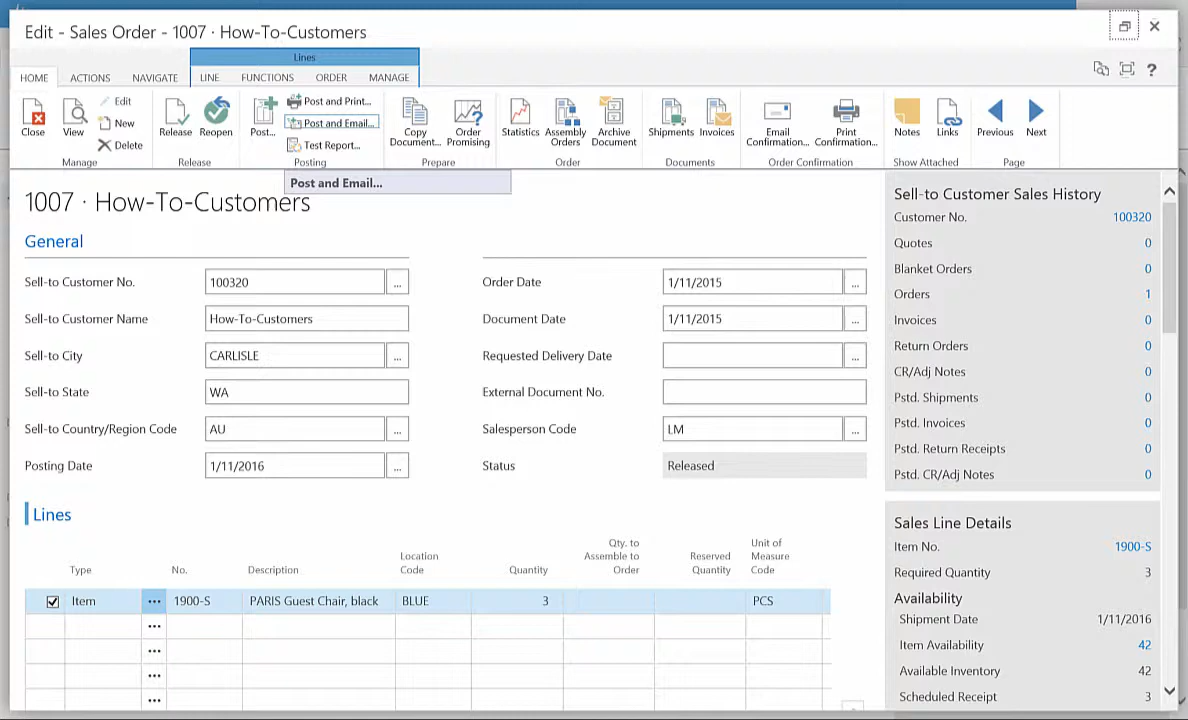 Edit - Sales Order - 1007 · How-To-Customers
Lines
HOME ACTIONS NAVIGATE LINE FUNCTIONS ORDER MANAGE
Close View Edit New Delete
Manage
Release Reopen
Release
Post... Post and Print... Post and Email... Test Report...
Posting
Copy Document... Order Promising
Prepare
Statistics Assembly Orders Archive Document
Order
Shipments Invoices
Documents
Email Confirmation... Print Confirmation...
Order Confirmation
Notes Links
Show Attached
Previous Next
Page
Post and Email...
1007 · How-To-Customers
General
Sell-to Customer No. 100320 ...
Sell-to Customer Name How-To-Customers
Sell-to City CARLISLE ...
Sell-to State WA
Sell-to Country/Region Code AU ...
Posting Date 1/11/2016 ...
Order Date 1/11/2015 ...
Document Date 1/11/2015 ...
Requested Delivery Date ...
External Document No.
Salesperson Code LM ...
Status Released
Lines
Type No. Description Location Code Quantity Qty. to Assemble to Order Reserved Quantity Unit of Measure Code
Item ... 1900-S PARIS Guest Chair, black BLUE 3 PCS
...
...
...
...
Sell-to Customer Sales History
Customer No. 100320
Quotes 0
Blanket Orders 0
Orders 1
Invoices 0
Return Orders 0
CR/Adj Notes 0
Pstd. Shipments 0
Pstd. Invoices 0
Pstd. Return Receipts 0
Pstd. CR/Adj Notes 0
Sales Line Details
Item No. 1900-S
Required Quantity 3
Availability
Shipment Date 1/11/2016
Item Availability 42
Available Inventory 42
Scheduled Receipt 3